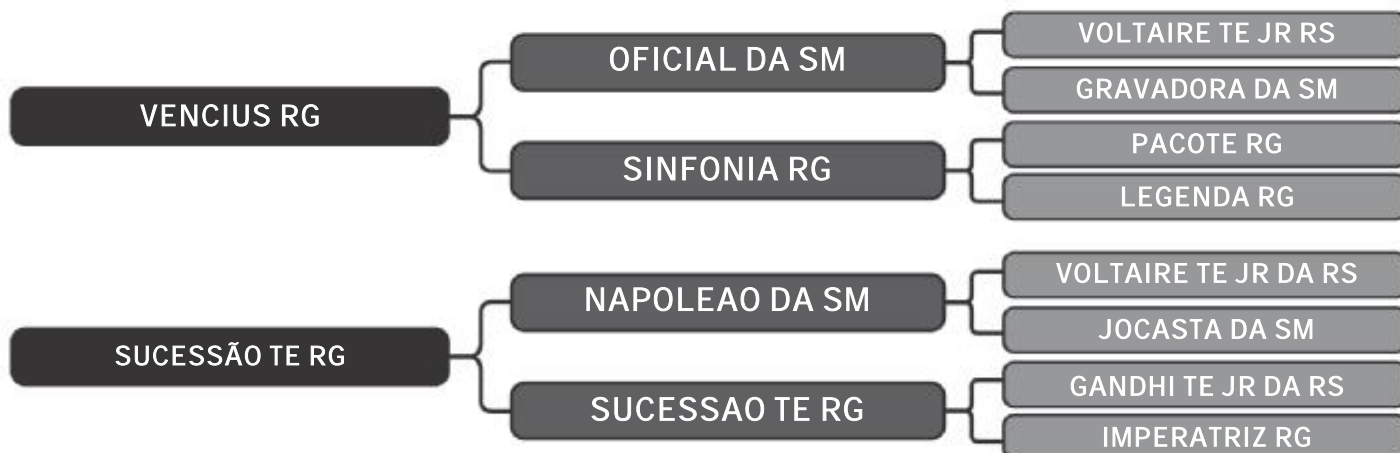 VENCIUS RG
OFICIAL DA SM
SINFONIA RG
VOLTAIRE TE JR RS
GRAVADORA DA SM
PACOTE RG
LEGENDA RG
SUCESSÃO TE RG
NAPOLEAO DA SM
SUCESSAO TE RG
VOLTAIRE TE JR DA RS
JOCASTA DA SM
GANDHI TE JR DA RS
IMPERATRIZ RG